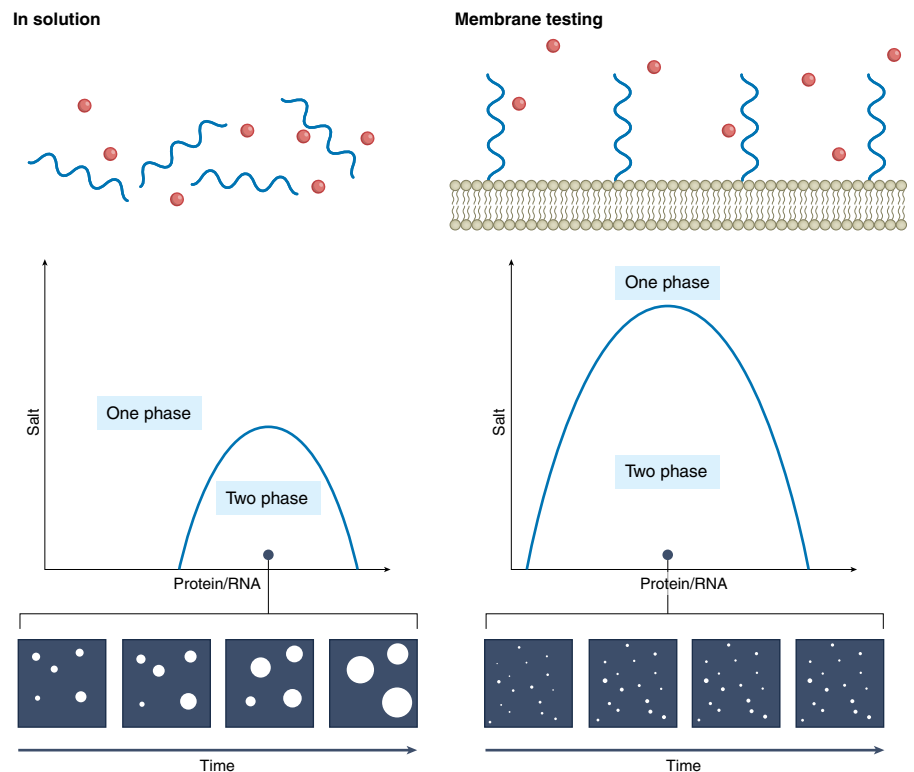 In solution
Membrane testing
One phase
Two phase
Salt
Protein/RNA
Time
One phase
Two phase
Salt
Protein/RNA
Time